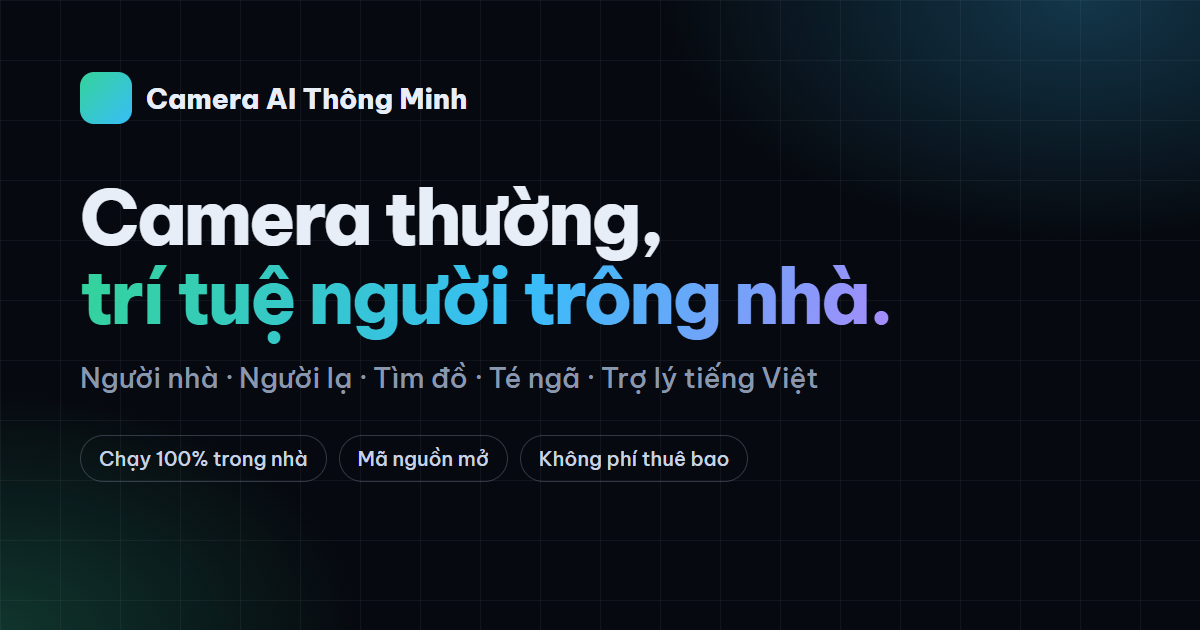 Camera AI Thông Minh
Camera thường,
trí tuệ người trông nhà.
Người nhà · Người lạ · Tìm đồ · Té ngã · Trợ lý tiếng Việt
Chạy 100% trong nhà
Mã nguồn mở
Không phí thuê bao